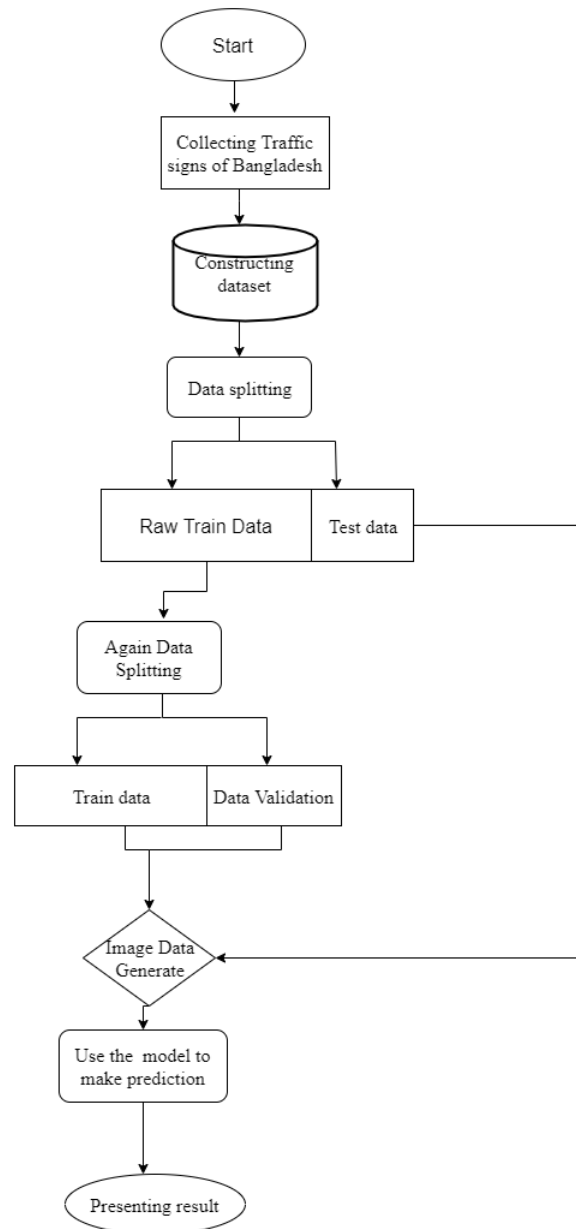 Start
Collecting Traffic
signs of Bangladesh
Constructing
dataset
Data splitting
Raw Train Data
Test data
Again Data
Splitting
Train data
Data Validation
Image Data
Generate
Use the model to
make prediction
Presenting result